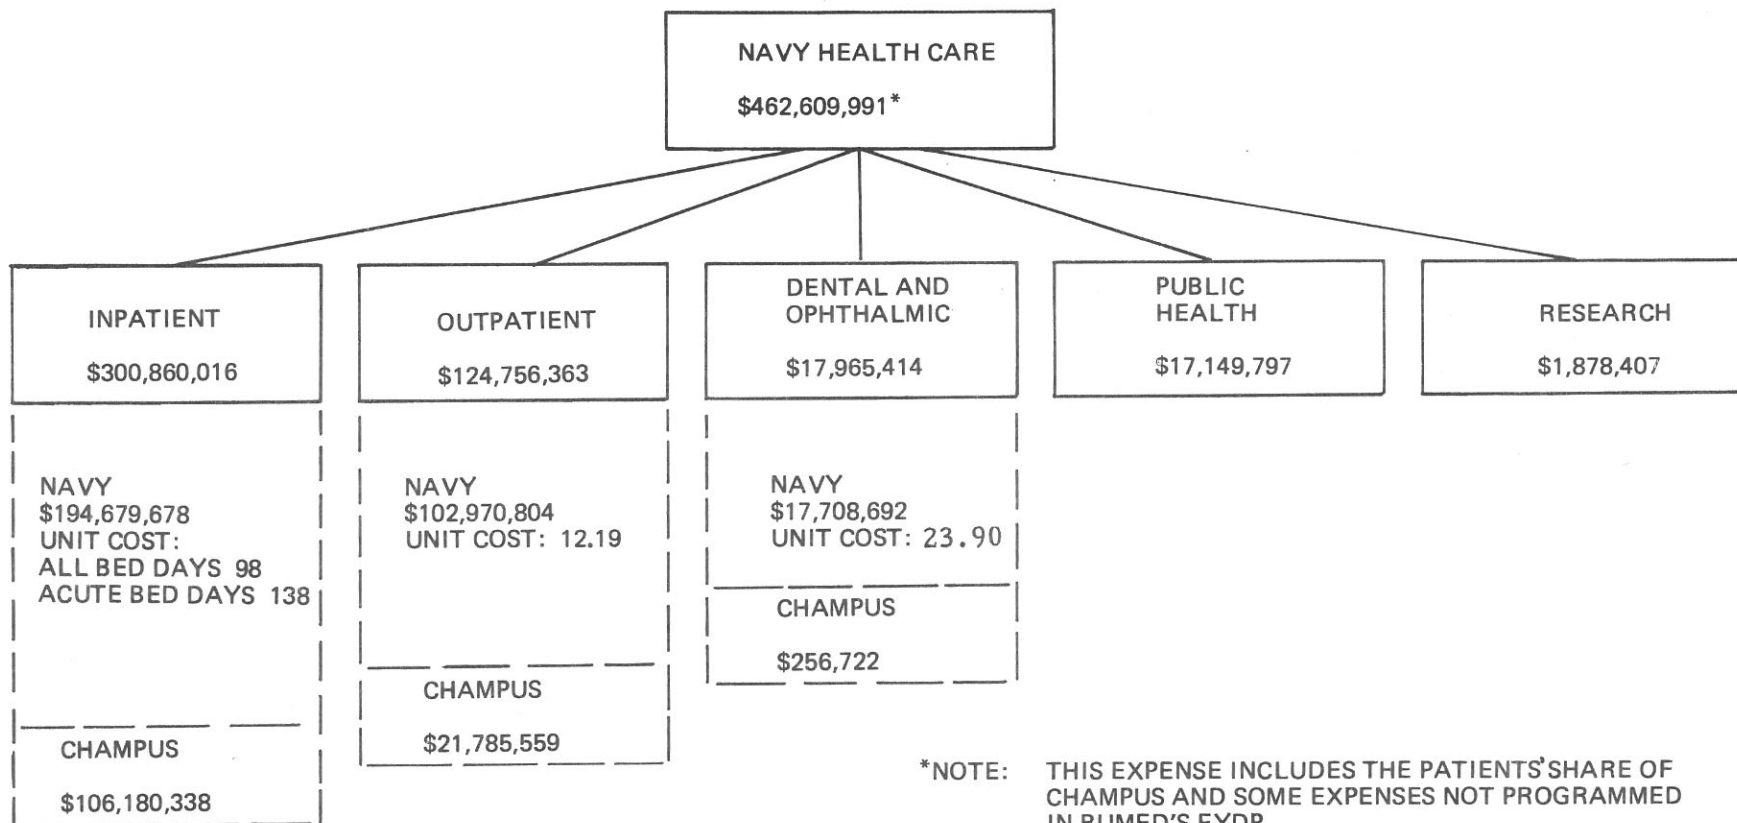 NAVY HEALTH CARE
$462,609,991*
INPATIENT
$300,860,016
OUTPATIENT
$124,756,363
DENTAL AND
OPHTHALMIC
$17,965,414
PUBLIC
HEALTH
$17,149,797
RESEARCH
$1,878,407
NAVY
$194,679,678
UNIT COST:
ALL BED DAYS 98
ACUTE BED DAYS 138
CHAMPUS
$106,180,338
NAVY
$102,970,804
UNIT COST: 12.19
CHAMPUS
$21,785,559
NAVY
$17,708,692
UNIT COST: 23.90
CHAMPUS
$256,722
*NOTE: THIS EXPENSE INCLUDES THE PATIENTS' SHARE OF
CHAMPUS AND SOME EXPENSES NOT PROGRAMMED
IN BUMED'S FYDP